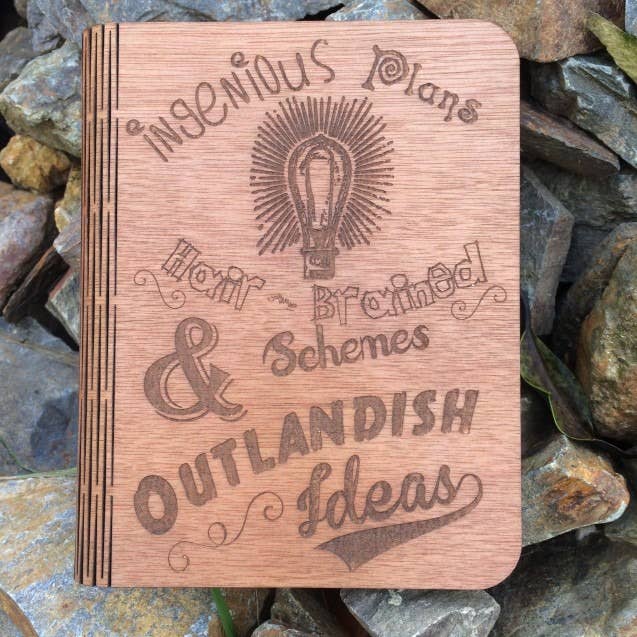 ingenious Plans
Hair~Brained
& Schemes
OUTLANDISH
Ideas